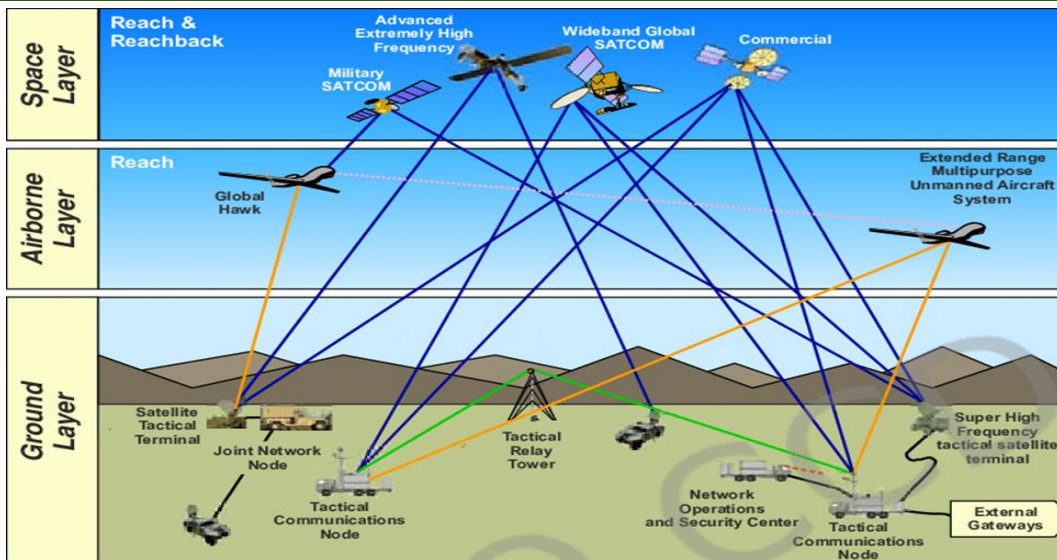 Space
Layer
Reach &
Reachback
Military
SATCOM
Advanced
Extremely High
Frequency
Wideband Global
SATCOM
Commercial
Airborne
Layer
Reach
Global
Hawk
Extended Range
Multipurpose
Unmanned Aircraft
System
Ground
Layer
Satellite
Tactical
Terminal
Joint Network
Node
Tactical
Communications
Node
Tactical
Relay
Tower
Network
Operations
and Security Center
Tactical
Communications
Node
Super High
Frequency
tactical satellite
terminal
External
Gateways